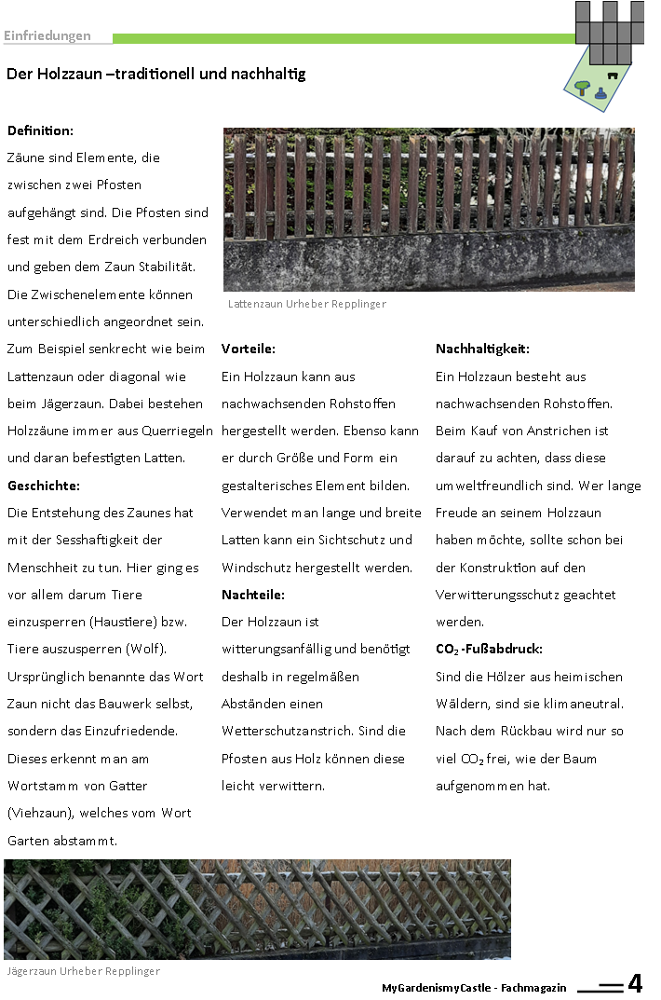 Einfriedungen
Der Holzzaun –traditionell und nachhaltig
Definition:
Zäune sind Elemente, die
zwischen zwei Pfosten
aufgehängt sind. Die Pfosten sind
fest mit dem Erdreich verbunden
und geben dem Zaun Stabilität.
Die Zwischenelemente können
unterschiedlich angeordnet sein.
Zum Beispiel senkrecht wie beim
Lattenzaun oder diagonal wie
beim Jägerzaun. Dabei bestehen
Holzzäune immer aus Querriegeln
und daran befestigten Latten.
Geschichte:
Die Entstehung des Zaunes hat
mit der Sesshaftigkeit der
Menschheit zu tun. Hier ging es
vor allem darum Tiere
einzusperren (Haustiere) bzw.
Tiere auszusperren (Wolf).
Ursprünglich benannte das Wort
Zaun nicht das Bauwerk selbst,
sondern das Einzufriedende.
Dieses erkennt man am
Wortstamm von Gatter
(Viehzaun), welches vom Wort
Garten abstammt.
Lattenzaun Urheber Repplinger
Vorteile:
Ein Holzzaun kann aus
nachwachsenden Rohstoffen
hergestellt werden. Ebenso kann
er durch Größe und Form ein
gestalterisches Element bilden.
Verwendet man lange und breite
Latten kann ein Sichtschutz und
Windschutz hergestellt werden.
Nachteile:
Der Holzzaun ist
witterungsanfällig und benötigt
deshalb in regelmäßen
Abständen einen
Wetterschutzanstrich. Sind die
Pfosten aus Holz können diese
leicht verwittern.
Nachhaltigkeit:
Ein Holzzaun besteht aus
nachwachsenden Rohstoffen.
Beim Kauf von Anstrichen ist
darauf zu achten, dass diese
umweltfreundlich sind. Wer lange
Freude an seinem Holzzaun
haben möchte, sollte schon bei
der Konstruktion auf den
Verwitterungsschutz geachtet
werden.
CO₂ -Fußabdruck:
Sind die Hölzer aus heimischen
Wäldern, sind sie klimaneutral.
Nach dem Rückbau wird nur so
viel CO₂ frei, wie der Baum
aufgenommen hat.
Jägerzaun Urheber Repplinger
MyGardenismyCastle - Fachmagazin
4